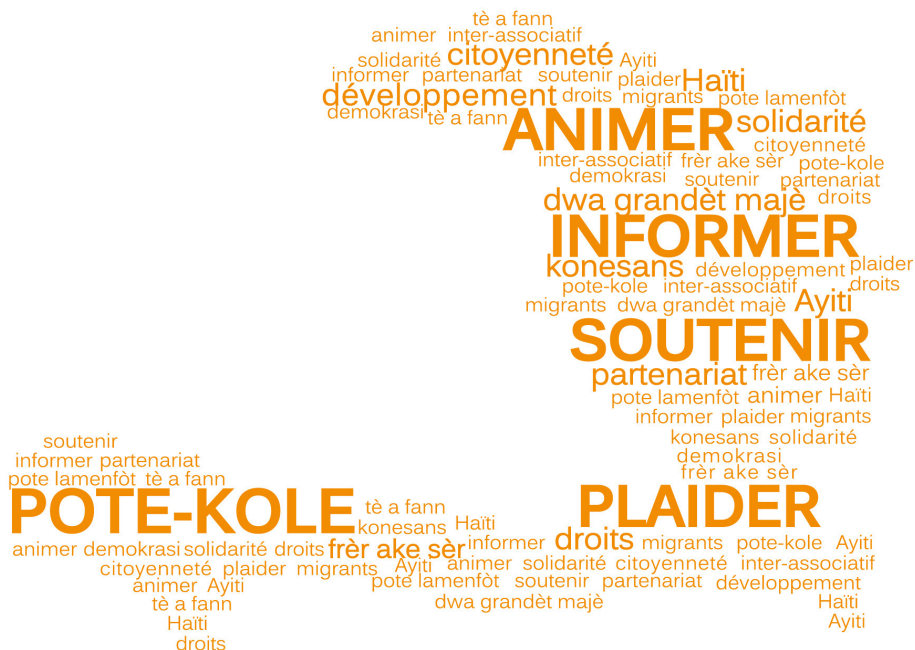 tè a fann
animer inter-associatif
solidarité citoyenneté Ayiti
informer partenariat soutenir plaider Haïti
développement droits migrants pote lamenfòt
demokrasi tè a fann ANIMER solidarité
citoyenneté
inter-associatif frèr ake sèr pote-kole
demokrasi soutenir partenariat
dwa grandèt majè droits
INFORMER
konesans développement plaider
pote-kole inter-associatif droits
migrants dwa grandèt majè Ayiti
SOUTENIR
partenariat frèr ake sèr
pote lamenfòt animer Haïti
informer plaider migrants
konesans solidarité
demokrasi
frèr ake sèr
soutenir
informer partenariat
pote lamenfòt tè a fann
POTE-KOLE tè a fann PLAIDER
konesans Haïti
animer demokrasi solidarité droits frèr ake sèr informer droits migrants pote-kole Ayiti
citoyenneté plaider migrants Ayiti animer solidarité citoyenneté inter-associatif
animer Ayiti pote lamenfòt soutenir partenariat développement
tè a fann dwa grandèt majè Haïti
Haïti Ayiti
droits